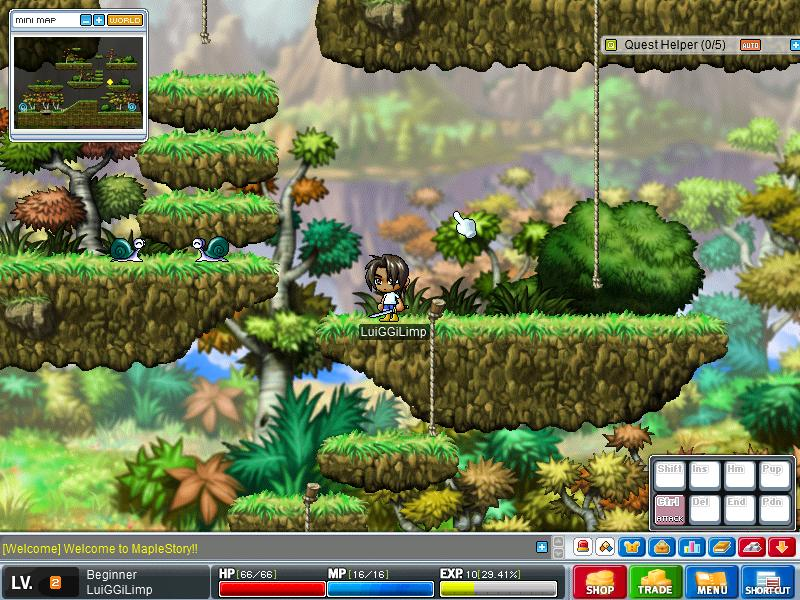 MINI MAP WORLD
Quest Helper (0/5) AUTO
LuiGGiLimp
Shift Ins Hm Pup
Ctrl Del End Pdn
ATTACK
[Welcome] Welcome to MapleStory!!
LV. 2 Beginner HP[66/66] MP[16/16] EXP. 10[29.41%]
LuiGGiLimp
SHOP TRADE MENU SHORTCUT